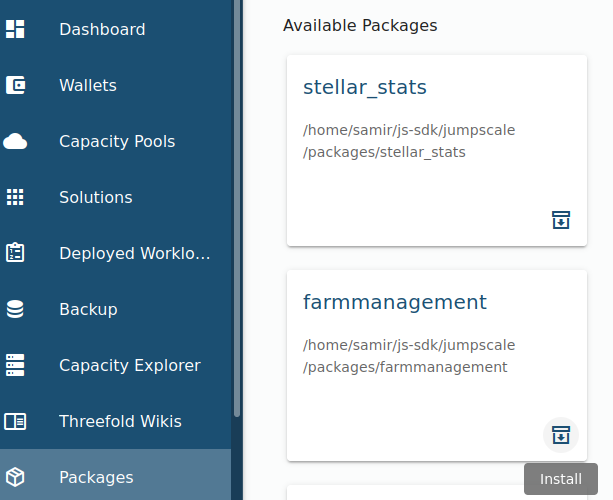 Dashboard
Wallets
Capacity Pools
Solutions
Deployed Worklo...
Backup
Capacity Explorer
Threefold Wikis
Packages
Available Packages
stellar_stats
/home/samir/js-sdk/jumpscale
/packages/stellar_stats
farmmanagement
/home/samir/js-sdk/jumpscale
/packages/farmmanagement
Install